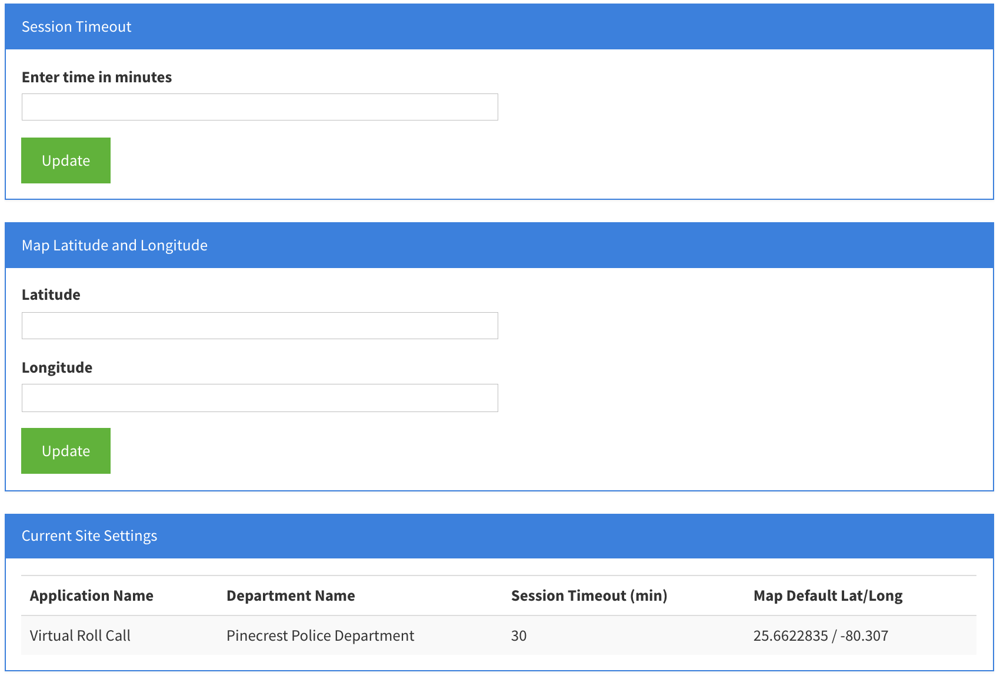 Session Timeout
Enter time in minutes
Update
Map Latitude and Longitude
Latitude
Longitude
Update
Current Site Settings
Application Name Department Name Session Timeout (min) Map Default Lat/Long
Virtual Roll Call Pinecrest Police Department 30 25.6622835 / -80.307